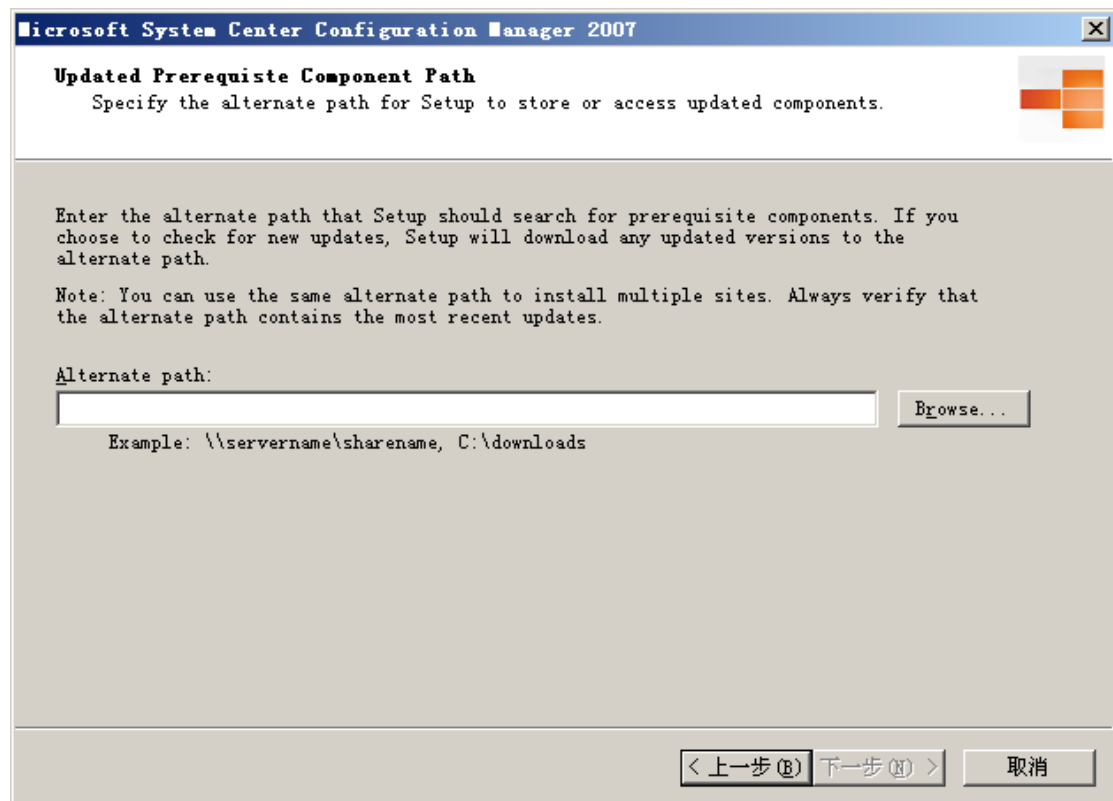 Microsoft System Center Configuration Manager 2007
Updated Prerequiste Component Path
Specify the alternate path for Setup to store or access updated components.
Enter the alternate path that Setup should search for prerequisite components. If you
choose to check for new updates, Setup will download any updated versions to the
alternate path.
Note: You can use the same alternate path to install multiple sites. Always verify that
the alternate path contains the most recent updates.
Alternate path:
Browse...
Example: \\servername\sharename, C:\downloads
< 上一步(B) 下一步(N) > 取消